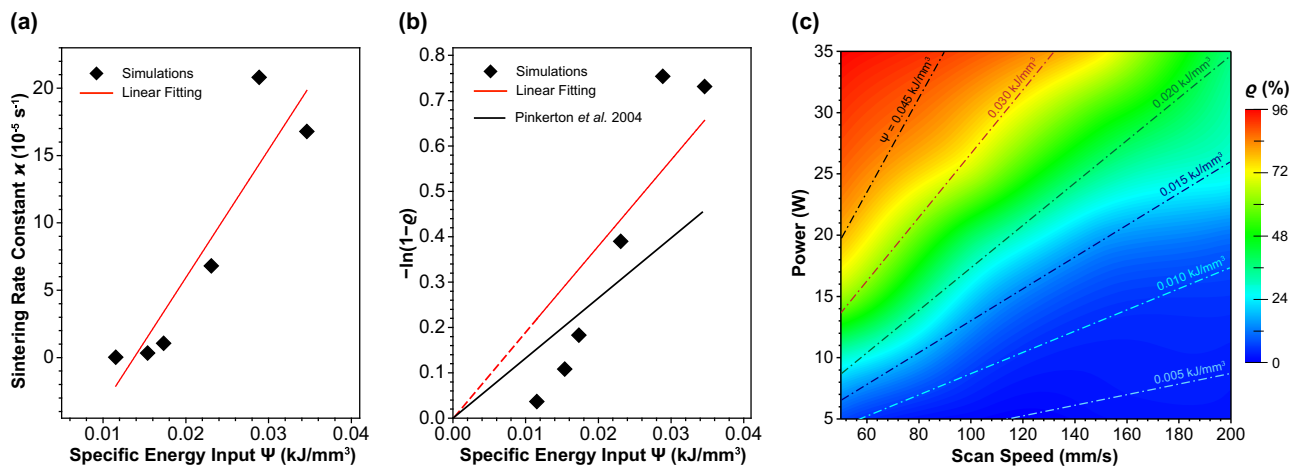 (a)
Sintering Rate Constant ϰ (10⁻⁵ s⁻¹)
20
15
10
5
0
Simulations
Linear Fitting
0.01
0.02
0.03
0.04
Specific Energy Input Ψ (kJ/mm³)
(b)
−ln(1−ϱ)
0.8
0.7
0.6
0.5
0.4
0.3
0.2
0.1
0.0
Simulations
Linear Fitting
Pinkerton et al. 2004
0.00
0.01
0.02
0.03
0.04
Specific Energy Input Ψ (kJ/mm³)
(c)
Power (W)
35
30
25
20
15
10
5
Ψ = 0.045 kJ/mm³
0.030 kJ/mm³
0.020 kJ/mm³
0.015 kJ/mm³
0.010 kJ/mm³
0.005 kJ/mm³
60
80
100
120
140
160
180
200
Scan Speed (mm/s)
ϱ (%)
96
72
48
24
0